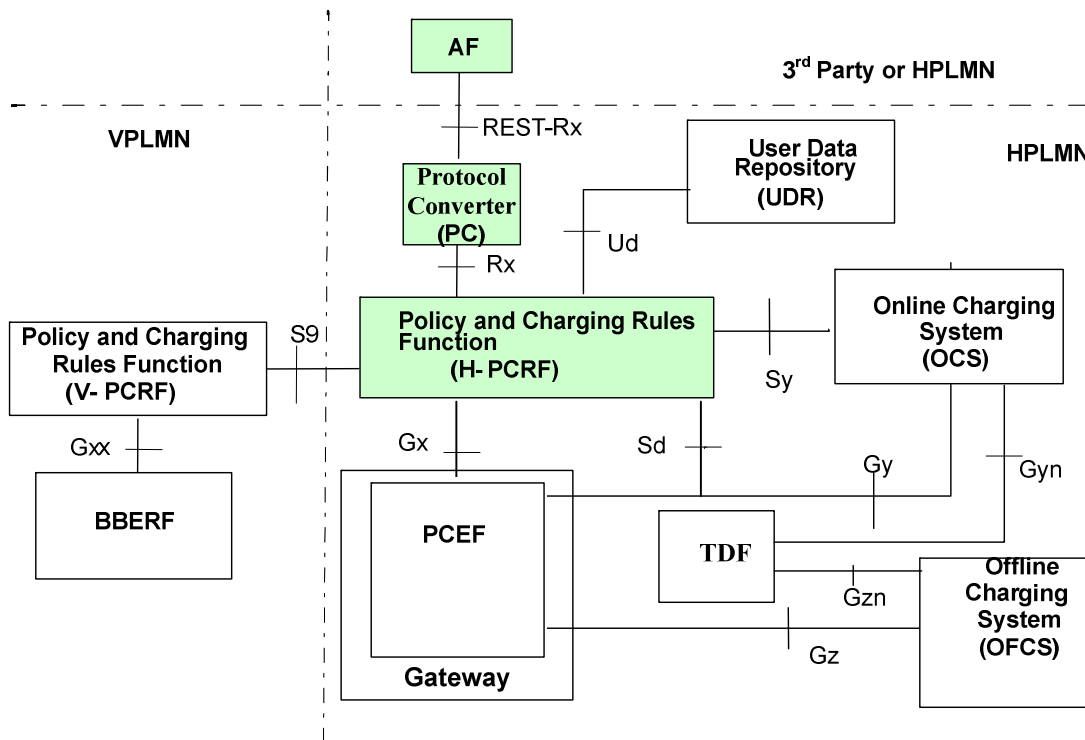 AF
3rd Party or HPLMN
VPLMN
REST-Rx
User Data
Repository
(UDR)
HPLMN
Protocol
Converter
(PC)
Ud
Rx
Policy and Charging Rules
Function
(H- PCRF)
Online Charging
System
(OCS)
S9
Policy and Charging
Rules Function
(V- PCRF)
Sy
Gxx
Gx
Sd
Gy
Gyn
BBERF
PCEF
TDF
Offline
Charging
System
(OFCS)
Gzn
Gz
Gateway